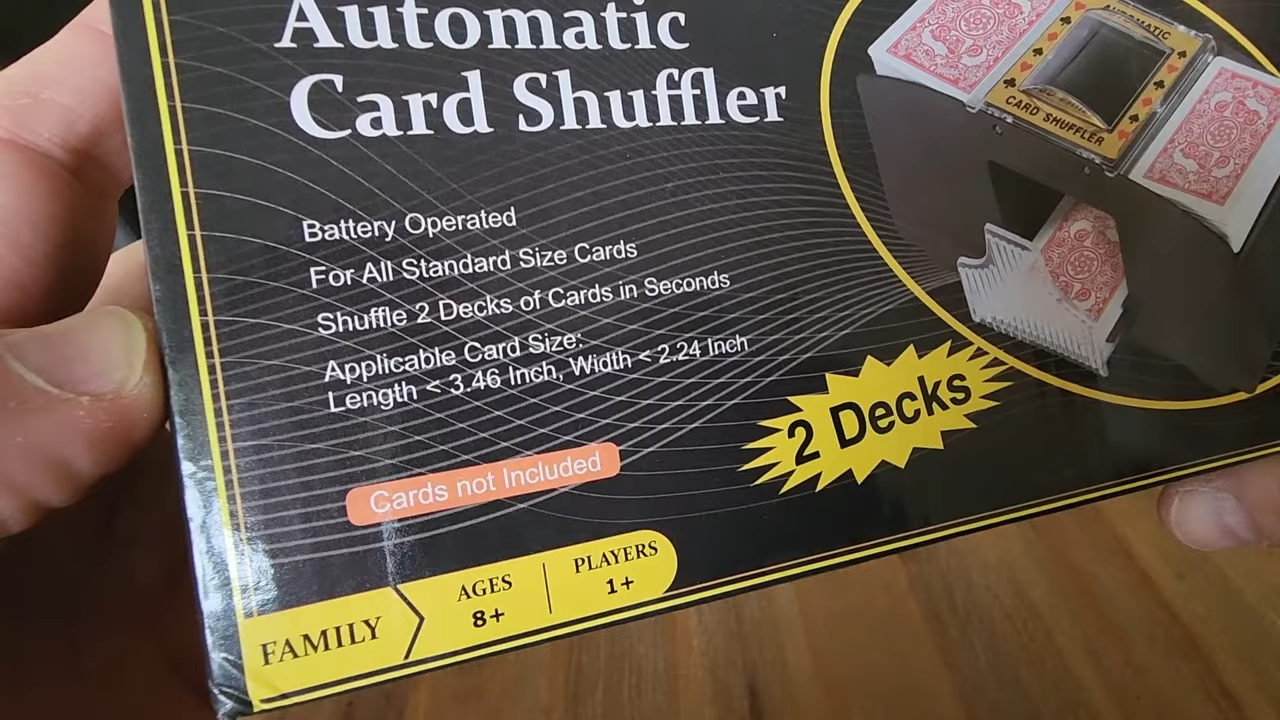 Automatic
Card Shuffler
Battery Operated
For All Standard Size Cards
Shuffle 2 Decks of Cards in Seconds
Applicable Card Size:
Length < 3.46 Inch, Width < 2.24 Inch
Cards not Included
2 Decks
FAMILY
AGES
8+
PLAYERS
1+
AUTOMATIC
CARD SHUFFLER